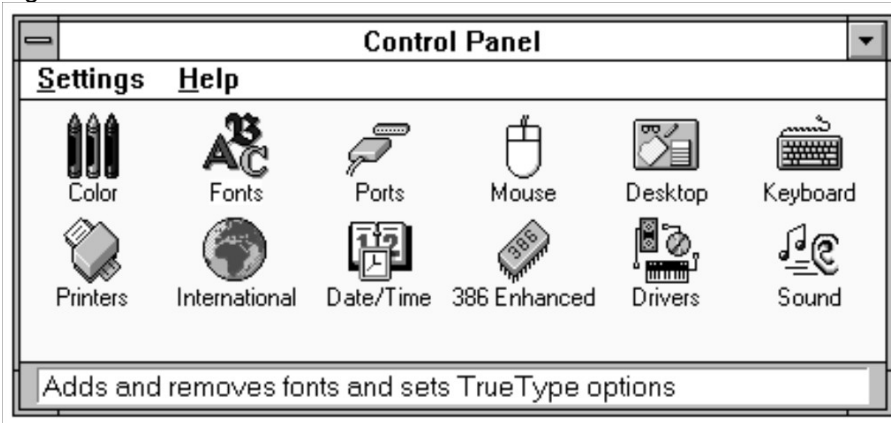 Control Panel
Settings Help
Color Fonts Ports Mouse Desktop Keyboard
Printers International Date/Time 386 Enhanced Drivers Sound
Adds and removes fonts and sets TrueType options